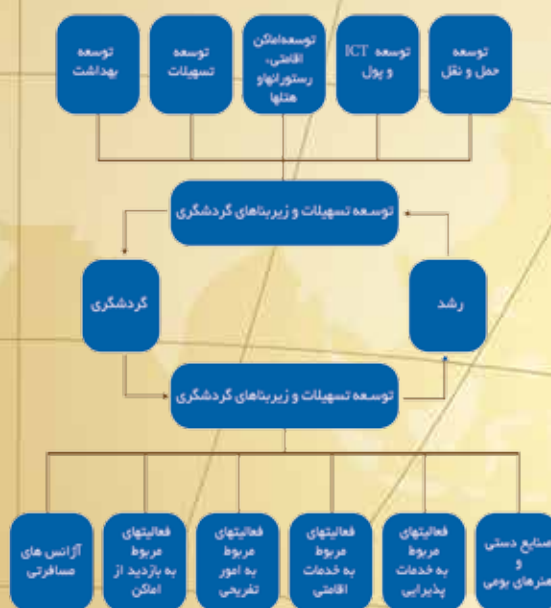 توسعه
حمل و نقل
توسعه ICT
و پول
توسعه‌اماکن
اقامتی،
رستورانهاو
هتلها
توسعه
تسهیلات
توسعه
بهداشت
توسعه تسهیلات و زیربناهای گردشگری
رشد
گردشگری
توسعه تسهیلات و زیربناهای گردشگری
صنایع دستی
و
هنرهای بومی
فعالیتهای
مربوط
به خدمات
پذیرایی
فعالیتهای
مربوط
به خدمات
اقامتی
فعالیتهای
مربوط
به امور
تفریحی
فعالیتهای
مربوط
به بازدید از
اماکن
آژانس های
مسافرتی